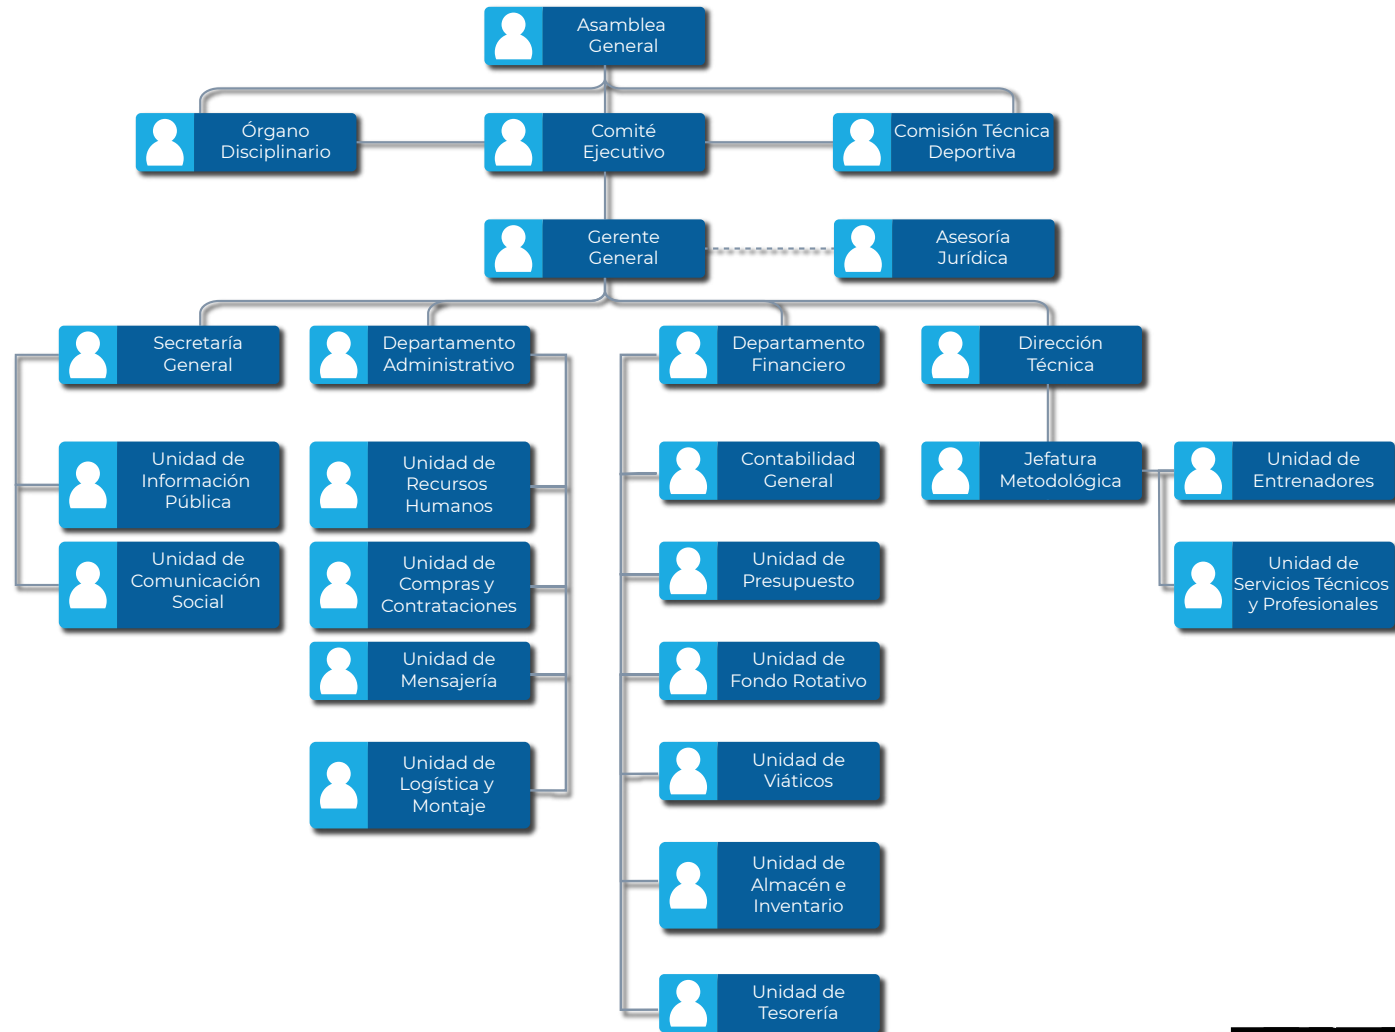 Asamblea
General
Órgano
Disciplinario
Comité
Ejecutivo
Comisión Técnica
Deportiva
Gerente
General
Asesoría
Jurídica
Secretaría
General
Departamento
Administrativo
Departamento
Financiero
Dirección
Técnica
Unidad de
Información
Pública
Unidad de
Recursos
Humanos
Contabilidad
General
Jefatura
Metodológica
Unidad de
Entrenadores
Unidad de
Comunicación
Social
Unidad de
Compras y
Contrataciones
Unidad de
Presupuesto
Unidad de
Servicios Técnicos
y Profesionales
Unidad de
Mensajería
Unidad de
Fondo Rotativo
Unidad de
Logística y
Montaje
Unidad de
Viáticos
Unidad de
Almacén e
Inventario
Unidad de
Tesorería